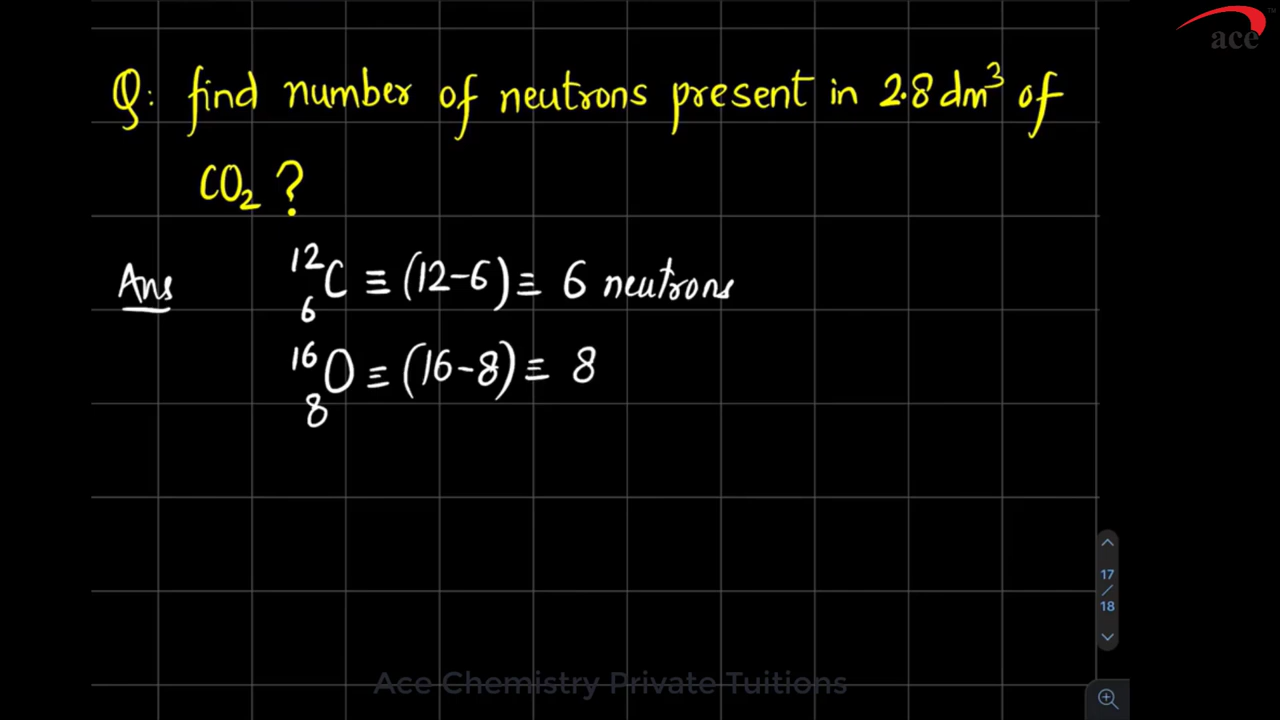 ace™
Q: find number of neutrons present in 2.8 dm³ of
CO₂ ?
Ans ¹²₆C ≡ (12-6) ≡ 6 neutrons
¹⁶₈O ≡ (16-8) ≡ 8
17
/
18
Ace Chemistry Private Tuitions